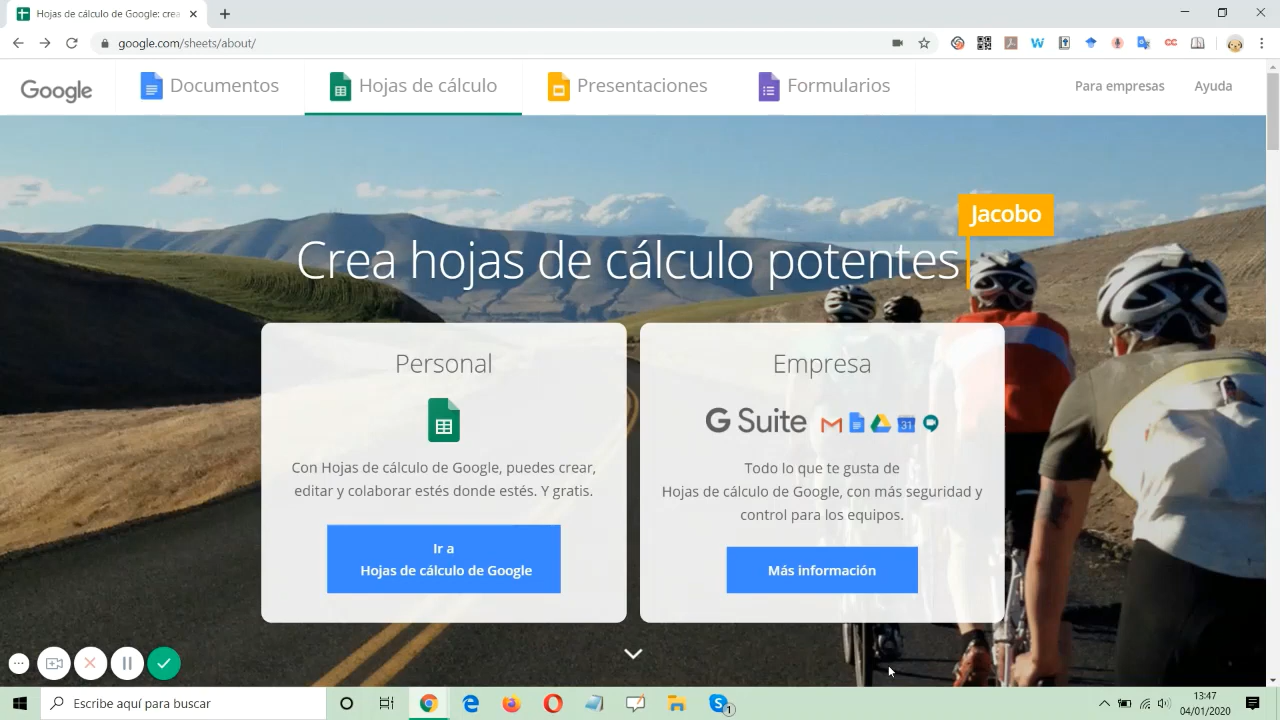 Hojas de cálculo de Google: crea
google.com/sheets/about/
Google
Documentos
Hojas de cálculo
Presentaciones
Formularios
Para empresas
Ayuda
Jacobo
Crea hojas de cálculo potentes
Personal
Con Hojas de cálculo de Google, puedes crear,
editar y colaborar estés donde estés. Y gratis.
Ir a
Hojas de cálculo de Google
Empresa
G Suite
31
Todo lo que te gusta de
Hojas de cálculo de Google, con más seguridad y
control para los equipos.
Más información
Escribe aquí para buscar
1
13:47
04/01/2020